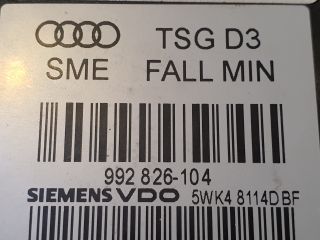 TSG D3
SME FALL MIN
992 826-104
SIEMENS VDO 5WK4 8114D BF